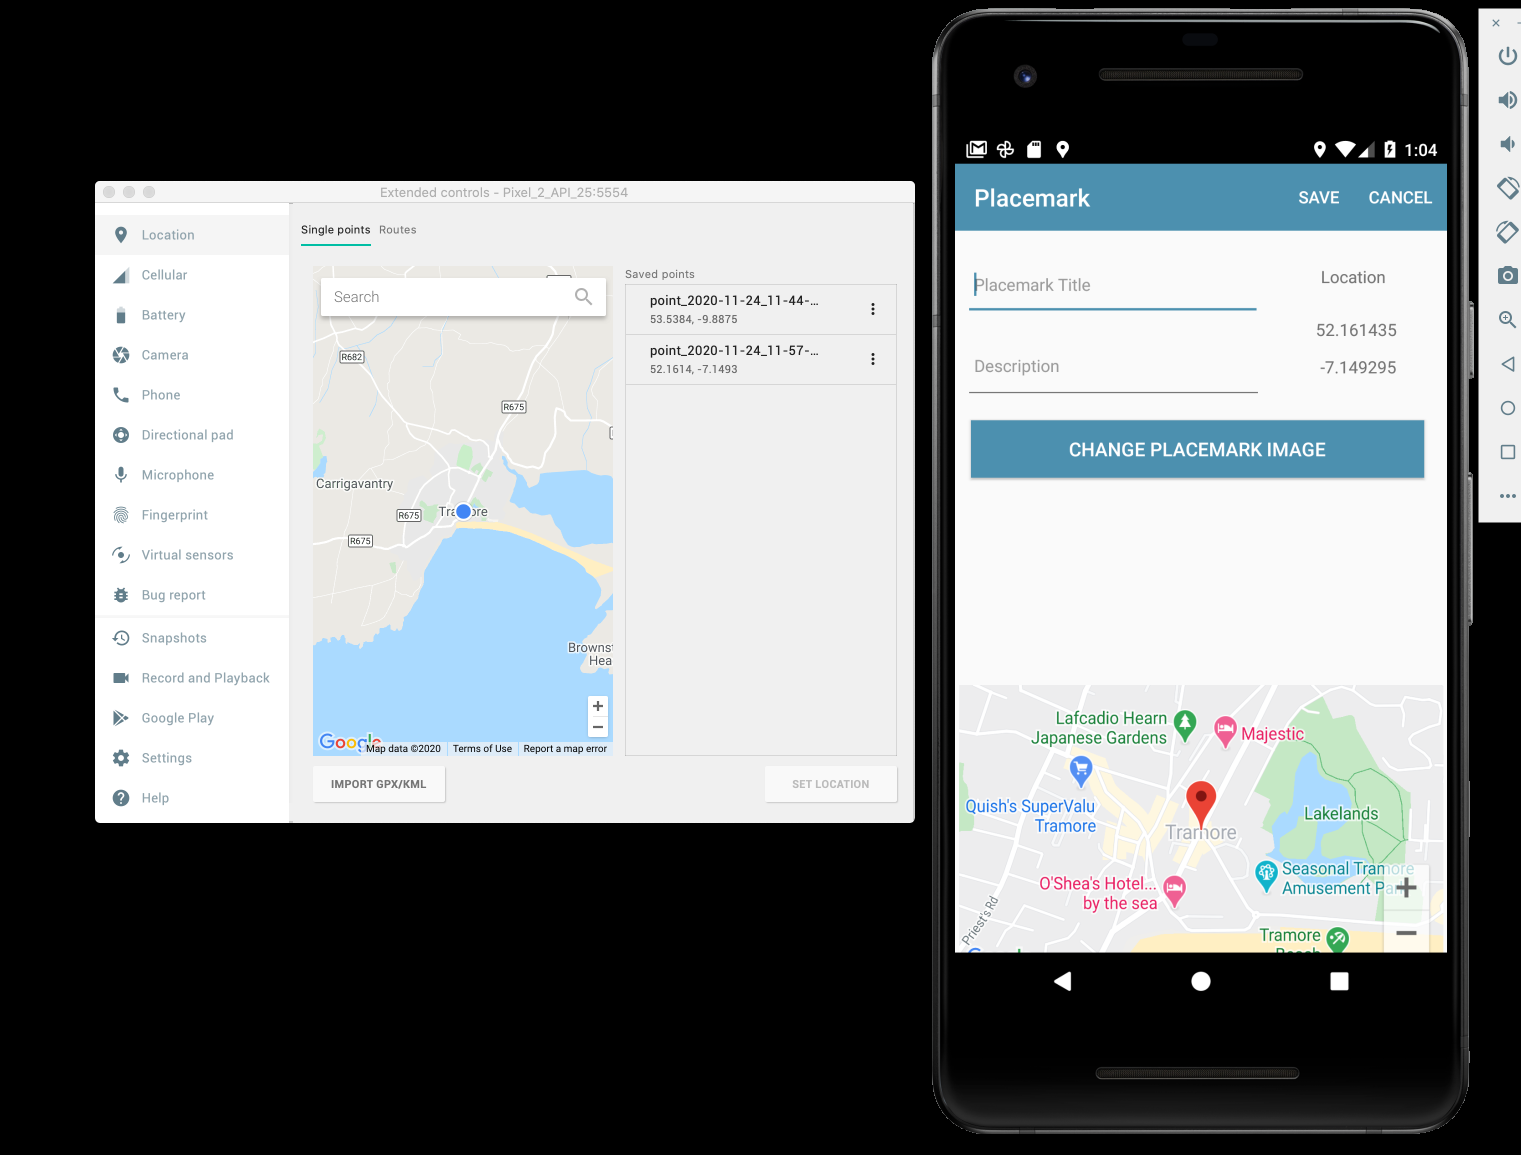 Extended controls - Pixel_2_API_25:5554
Location
Cellular
Battery
Camera
Phone
Directional pad
Microphone
Fingerprint
Virtual sensors
Bug report
Snapshots
Record and Playback
Google Play
Settings
Help
Single points
Routes
Search
R682
R675
Carrigavantry
R675
Tramore
R675
Brownst
Hea
Google
Map data ©2020
Terms of Use
Report a map error
IMPORT GPX/KML
Saved points
point_2020-11-24_11-44-...
53.5384, -9.8875
point_2020-11-24_11-57-...
52.1614, -7.1493
SET LOCATION
1:04
Placemark
SAVE
CANCEL
Placemark Title
Location
52.161435
Description
-7.149295
CHANGE PLACEMARK IMAGE
Lafcadio Hearn
Japanese Gardens
Majestic
Quish's SuperValu
Tramore
Tramore
Lakelands
O'Shea's Hotel...
by the sea
Seasonal Tramore
Amusement Pa
Priest's Rd
Tramore
Beach